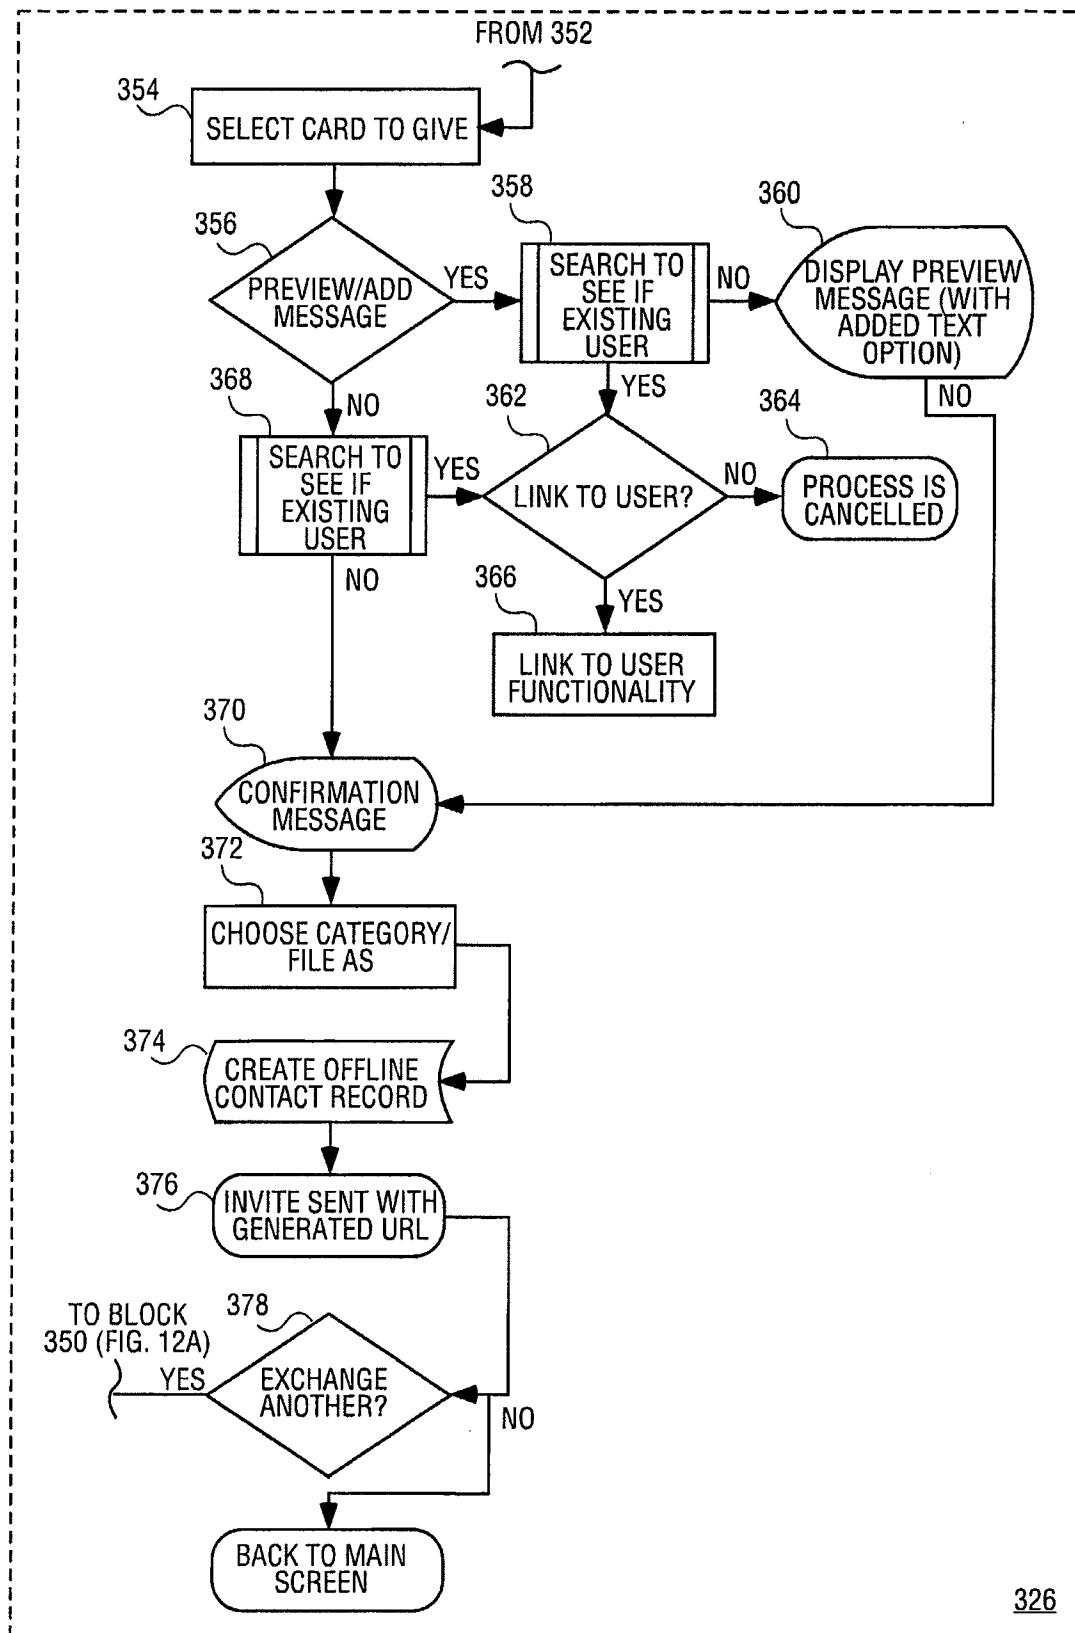 FROM 352
354
SELECT CARD TO GIVE
356
PREVIEW/ADD
MESSAGE
YES
358
SEARCH TO
SEE IF
EXISTING
USER
NO
360
DISPLAY PREVIEW
MESSAGE (WITH
ADDED TEXT
OPTION)
NO
YES
NO
368
SEARCH TO
SEE IF
EXISTING
USER
YES
362
LINK TO USER?
NO
364
PROCESS IS
CANCELLED
NO
YES
366
LINK TO USER
FUNCTIONALITY
370
CONFIRMATION
MESSAGE
372
CHOOSE CATEGORY/
FILE AS
374
CREATE OFFLINE
CONTACT RECORD
376
INVITE SENT WITH
GENERATED URL
TO BLOCK
350 (FIG. 12A)
YES
378
EXCHANGE
ANOTHER?
NO
BACK TO MAIN
SCREEN
326